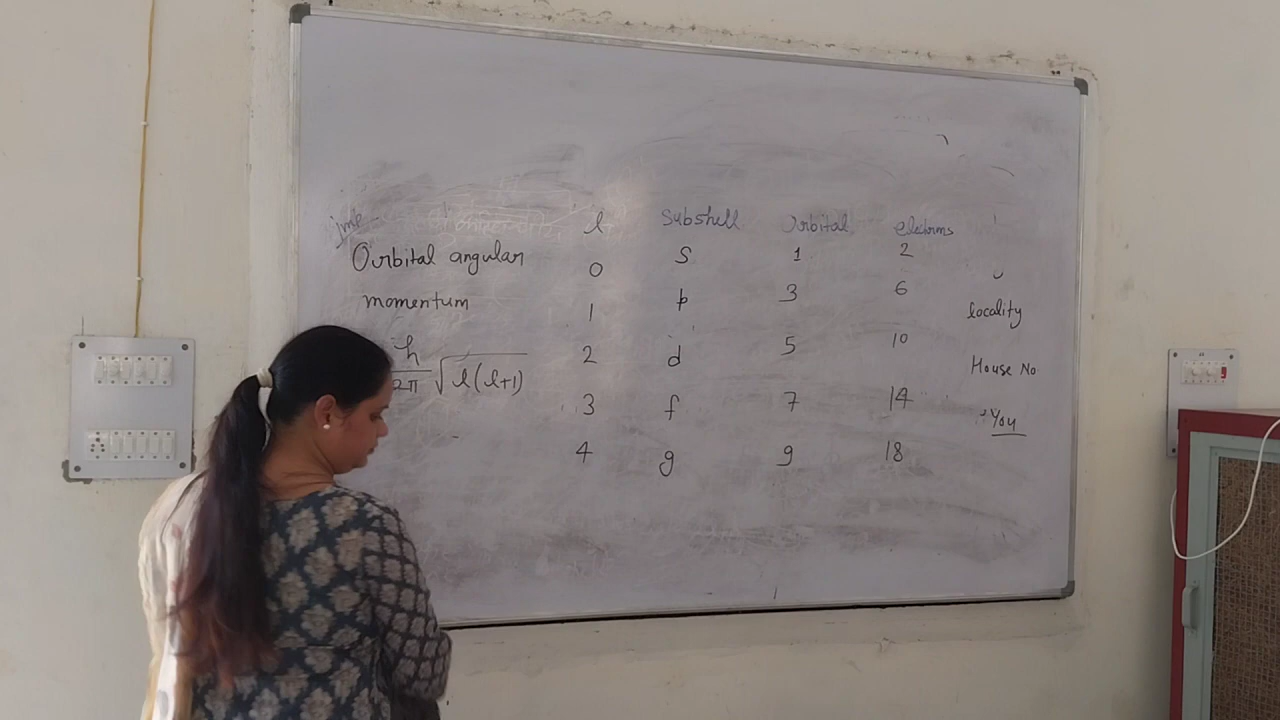 imp
l Subshell Orbital electrons
Orbital angular
momentum
h/2π √l(l+1)
0 s 1 2
1 p 3 6
2 d 5 10
3 f 7 14
4 g 9 18
locality
House No
You